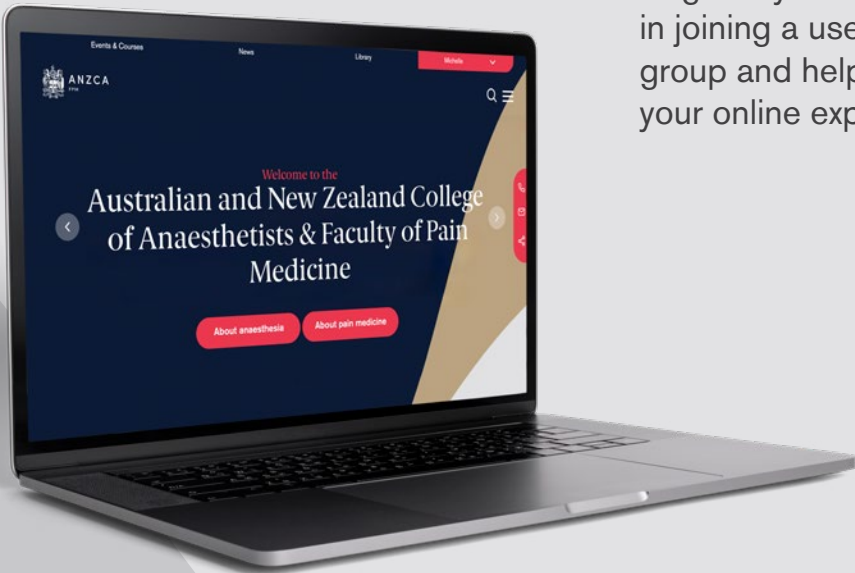 in joining a use
group and help
your online exp
Events & Courses
News
Library
Michelle
ANZCA
FPM
Welcome to the
Australian and New Zealand College
of Anaesthetists & Faculty of Pain
Medicine
About anaesthesia
About pain medicine